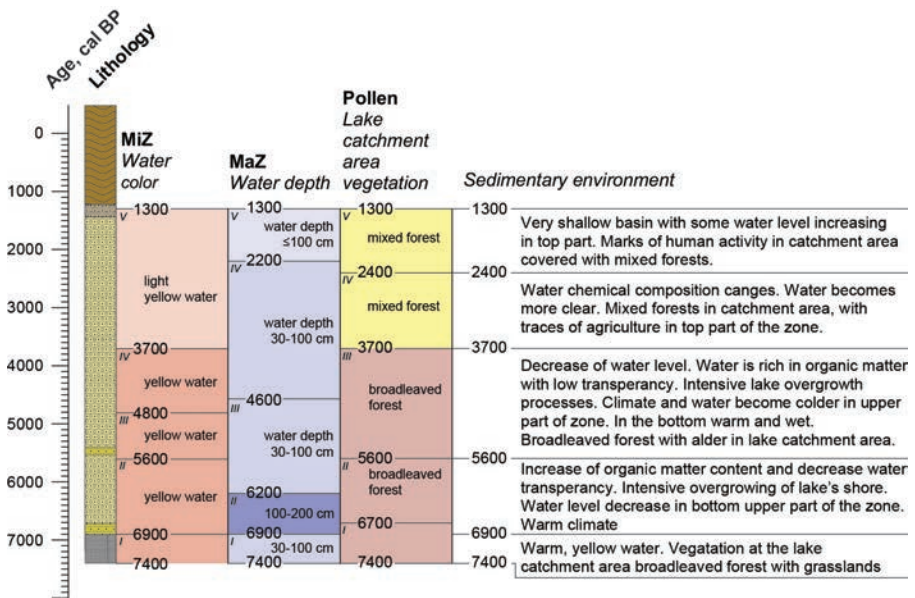 Age, cal BP
Lithology
0
1000
2000
3000
4000
5000
6000
7000
MiZ
Water
color
1300
V
light
yellow water
3700
IV
yellow water
4800
III
yellow water
5600
II
yellow water
6900
I
7400
MaZ
Water depth
1300
V
water depth
≤100 cm
2200
IV
water depth
30-100 cm
4600
III
water depth
30-100 cm
6200
II
100-200 cm
6900
I
30-100 cm
7400
Pollen
Lake
catchment
area
vegetation
1300
V
mixed forest
2400
IV
mixed forest
3700
III
broadleaved
forest
5600
II
broadleaved
forest
6700
I
7400
Sedimentary environment
1300
Very shallow basin with some water level increasing
in top part. Marks of human activity in catchment area
covered with mixed forests.
2400
Water chemical composition canges. Water becomes
more clear. Mixed forests in catchment area, with
traces of agriculture in top part of the zone.
3700
Decrease of water level. Water is rich in organic matter
with low transperancy. Intensive lake overgrowth
processes. Climate and water become colder in upper
part of zone. In the bottom warm and wet.
Broadleaved forest with alder in lake catchment area.
5600
Increase of organic matter content and decrease water
transperancy. Intensive overgrowing of lake's shore.
Water level decrease in bottom upper part of the zone.
Warm climate
6900
Warm, yellow water. Vegatation at the lake
catchment area broadleaved forest with grasslands
7400